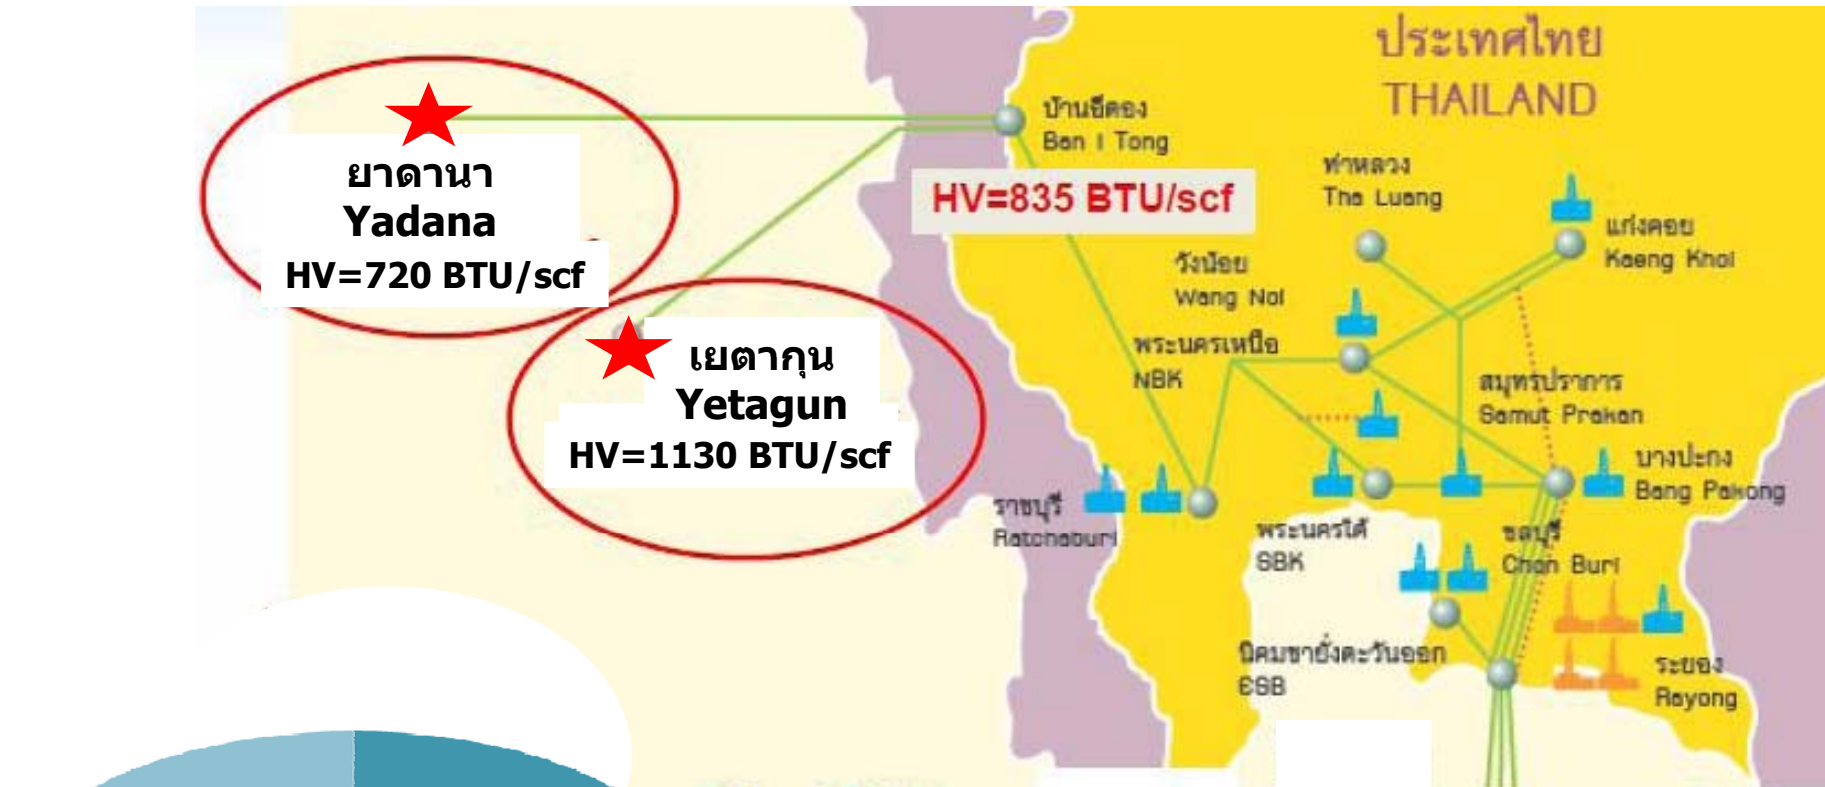 ประเทศไทย
THAILAND
บ้านอีตอง
Ban I Tong
ท่าหลวง
Tha Luang
ยาดานา
Yadana
HV=720 BTU/scf
HV=835 BTU/scf
แก่งคอย
Kaeng Khoi
วังน้อย
Wang Noi
พระนครเหนือ
NBK
เยตากุน
Yetagun
HV=1130 BTU/scf
สมุทรปราการ
Samut Prakan
บางปะกง
Bang Pakong
ราชบุรี
Ratchaburi
พระนครใต้
SBK
ชลบุรี
Chon Buri
นิคมชายฝั่งตะวันออก
ESB
ระยอง
Rayong